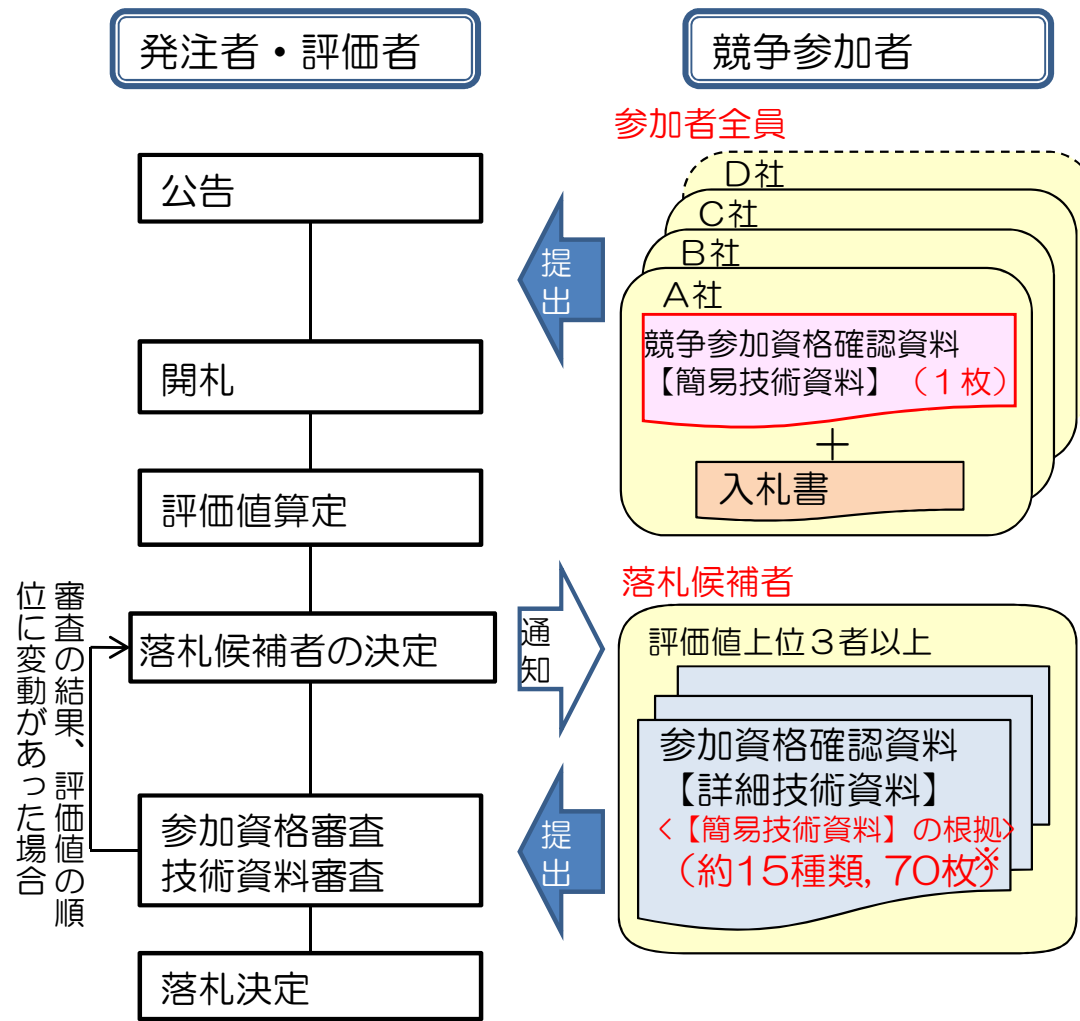 発注者・評価者
競争参加者
参加者全員
公告
開札
評価値算定
落札候補者の決定
参加資格審査
技術資料審査
落札決定
審査の結果、評価値の順
位に変動があった場合
提
出
D社
C社
B社
A社
競争参加資格確認資料
【簡易技術資料】（1枚）
＋
入札書
通
知
落札候補者
評価値上位3者以上
参加資格確認資料
【詳細技術資料】
<【簡易技術資料】の根拠>
（約15種類, 70枚※）
提
出